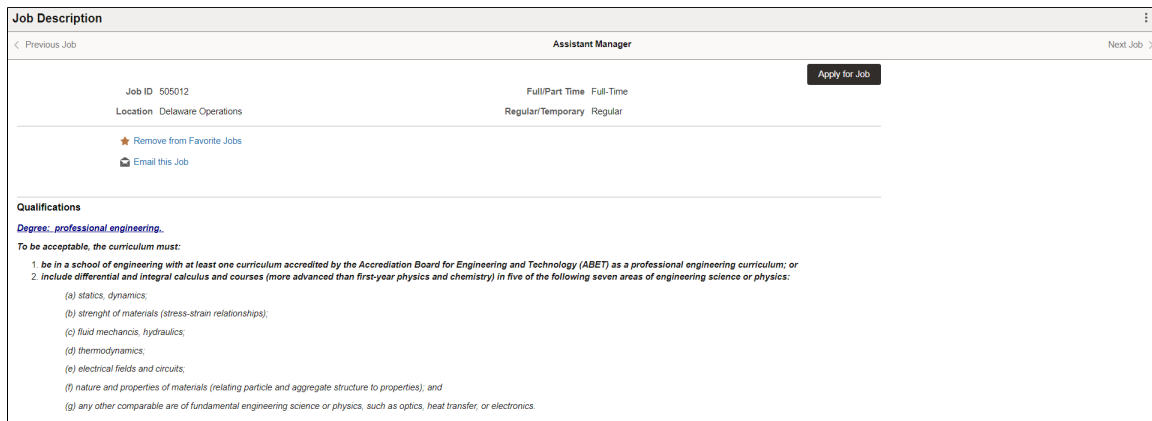 Job Description
Previous Job
Assistant Manager
Next Job
Apply for Job
Job ID 505012 Full/Part Time Full-Time
Location Delaware Operations Regular/Temporary Regular
Remove from Favorite Jobs
Email this Job
Qualifications
Degree: professional engineering.
To be acceptable, the curriculum must:
1. be in a school of engineering with at least one curriculum accredited by the Accrediation Board for Engineering and Technology (ABET) as a professional engineering curriculum; or
2. include differential and integral calculus and courses (more advanced than first-year physics and chemistry) in five of the following seven areas of engineering science or physics:
(a) statics, dynamics;
(b) strenght of materials (stress-strain relationships);
(c) fluid mechancis, hydraulics;
(d) thermodynamics;
(e) electrical fields and circuits;
(f) nature and properties of materials (relating particle and aggregate structure to properties); and
(g) any other comparable are of fundamental engineering science or physics, such as optics, heat transfer, or electronics.